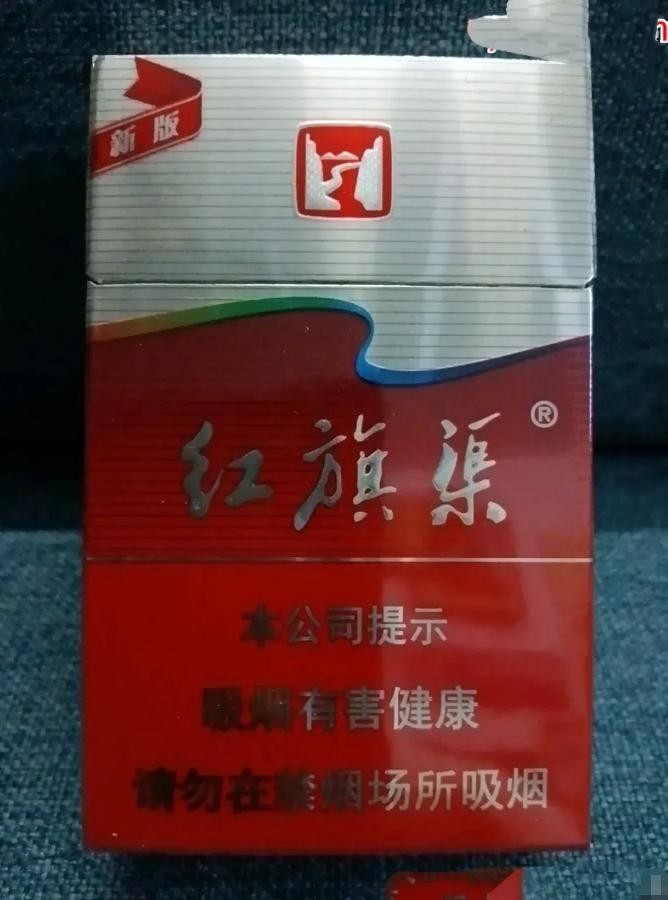 新版
红旗渠®
本公司提示
吸烟有害健康
请勿在禁烟场所吸烟